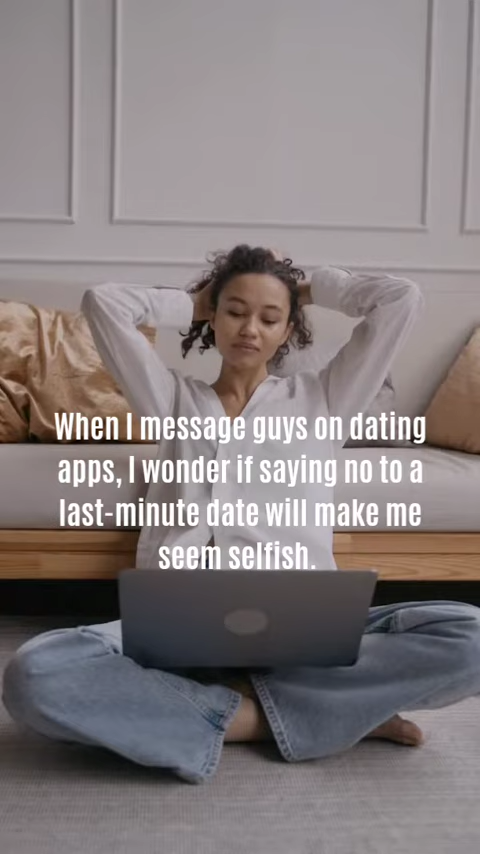 When I message guys on dating
apps, I wonder if saying no to a
last-minute date will make me
seem selfish.